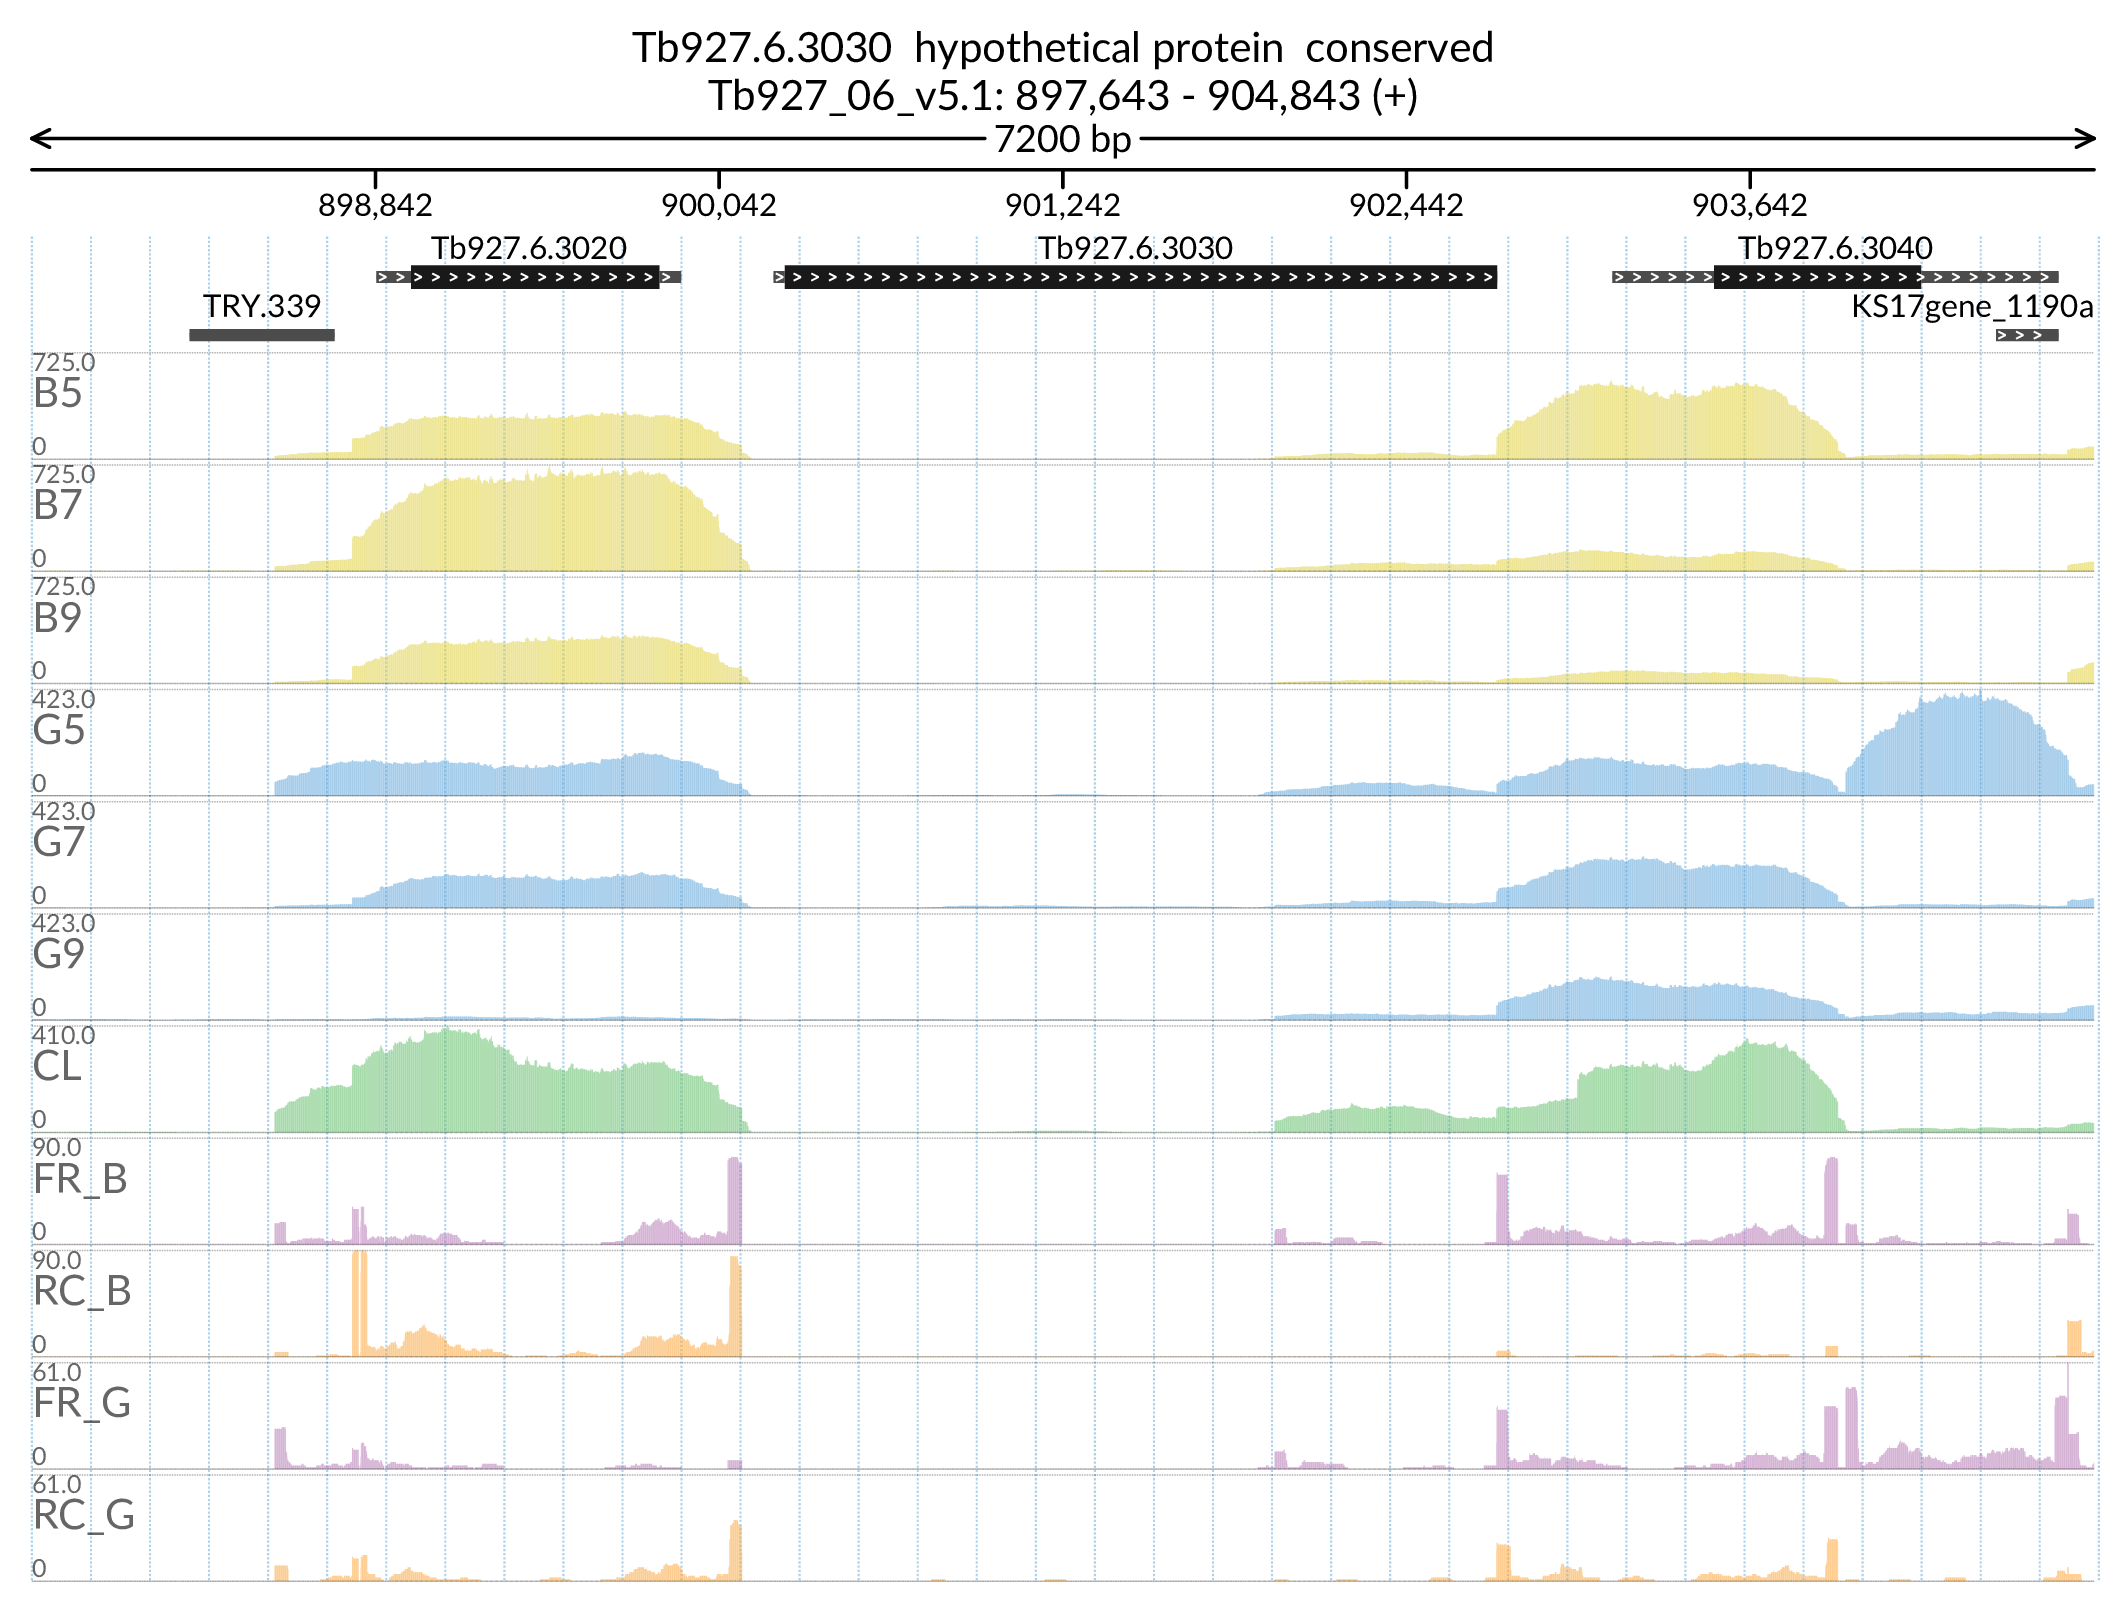 Tb927.6.3030  hypothetical protein  conserved
Tb927_06_v5.1: 897,643 - 904,843 (+)
7200 bp
898,842 900,042 901,242 902,442 903,642
Tb927.6.3020 Tb927.6.3030 Tb927.6.3040
TRY.339 KS17gene_1190a
725.0
B5
0
725.0
B7
0
725.0
B9
0
423.0
G5
0
423.0
G7
0
423.0
G9
0
410.0
CL
0
90.0
FR_B
0
90.0
RC_B
0
61.0
FR_G
0
61.0
RC_G
0